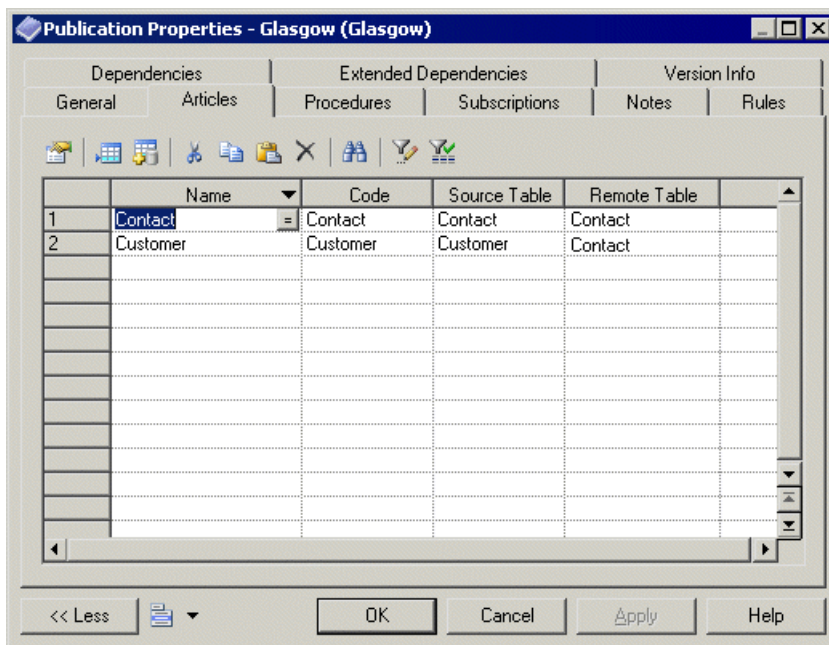 Publication Properties - Glasgow (Glasgow)
Dependencies Extended Dependencies Version Info
General Articles Procedures Subscriptions Notes Rules
Name Code Source Table Remote Table
1 Contact = Contact Contact Contact
2 Customer Customer Customer Contact
<< Less OK Cancel Apply Help